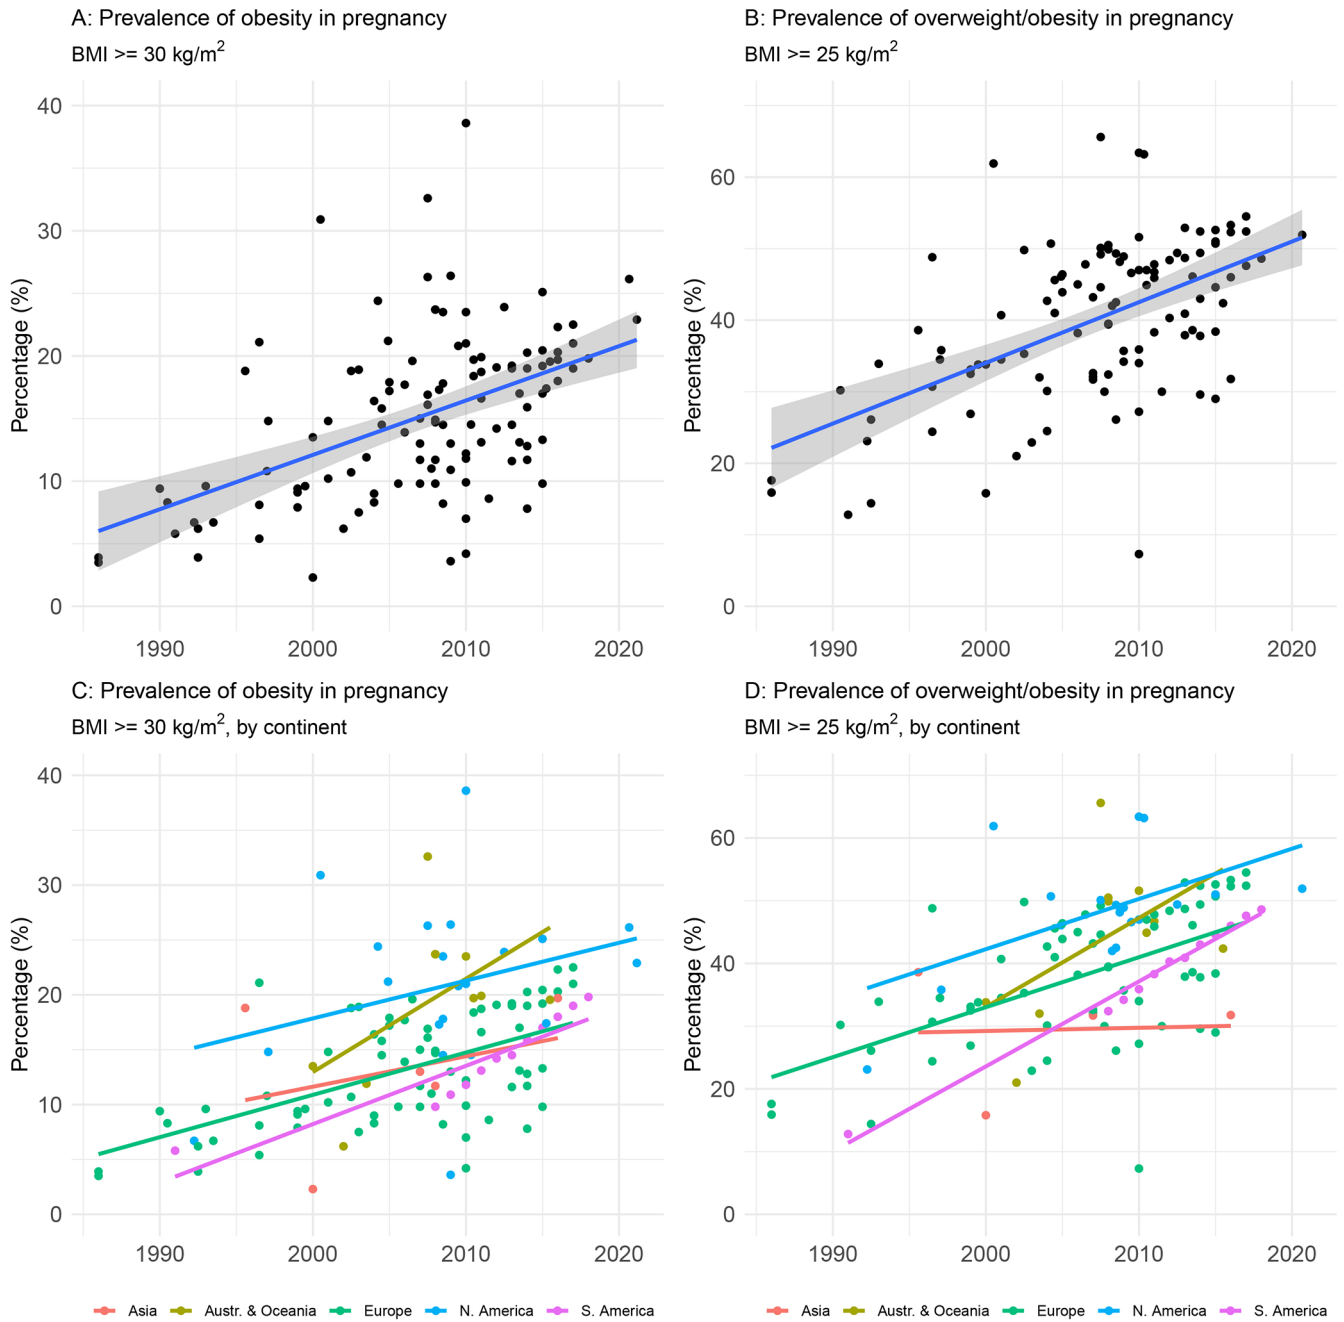 A: Prevalence of obesity in pregnancy
BMI >= 30 kg/m²
Percentage (%)
40
30
20
10
0
1990 2000 2010 2020
B: Prevalence of overweight/obesity in pregnancy
BMI >= 25 kg/m²
Percentage (%)
60
40
20
0
1990 2000 2010 2020
C: Prevalence of obesity in pregnancy
BMI >= 30 kg/m², by continent
Percentage (%)
40
30
20
10
0
1990 2000 2010 2020
Asia Austr. & Oceania Europe N. America S. America
D: Prevalence of overweight/obesity in pregnancy
BMI >= 25 kg/m², by continent
Percentage (%)
60
40
20
0
1990 2000 2010 2020
Asia Austr. & Oceania Europe N. America S. America